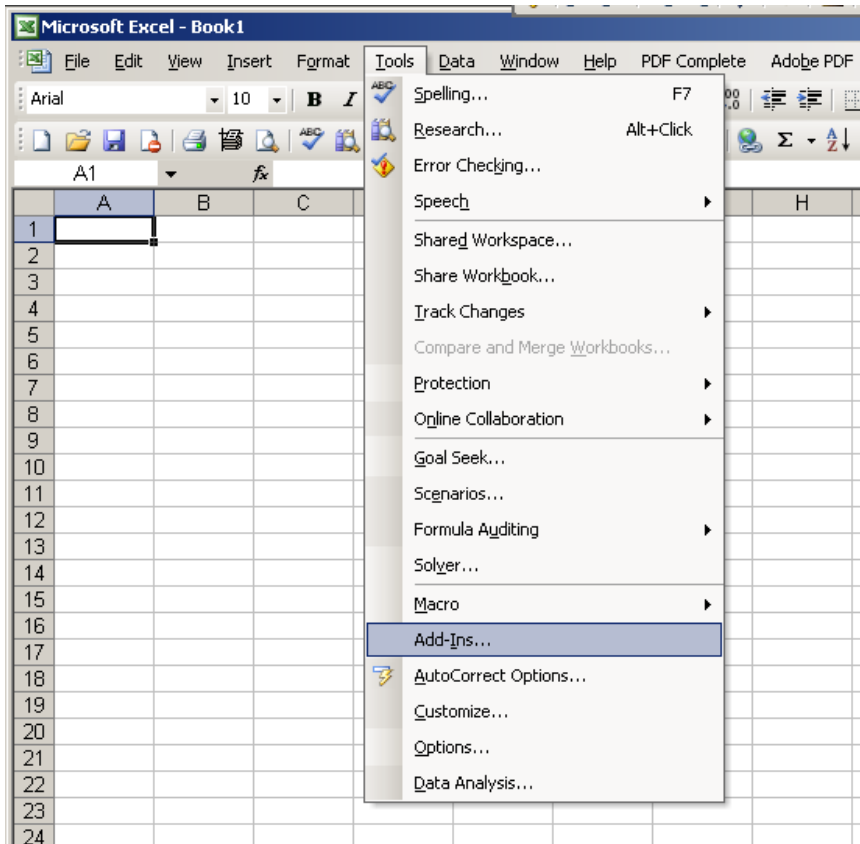 Microsoft Excel - Book1
File Edit View Insert Format Tools Data Window Help PDF Complete Adobe PDF
Arial 10 B I
ABC Σ A Z
A1 fx
A B C H
1
2
3
4
5
6
7
8
9
10
11
12
13
14
15
16
17
18
19
20
21
22
23
24
Spelling... F7
Research... Alt+Click
Error Checking...
Speech
Shared Workspace...
Share Workbook...
Track Changes
Compare and Merge Workbooks...
Protection
Online Collaboration
Goal Seek...
Scenarios...
Formula Auditing
Solver...
Macro
Add-Ins...
AutoCorrect Options...
Customize...
Options...
Data Analysis...